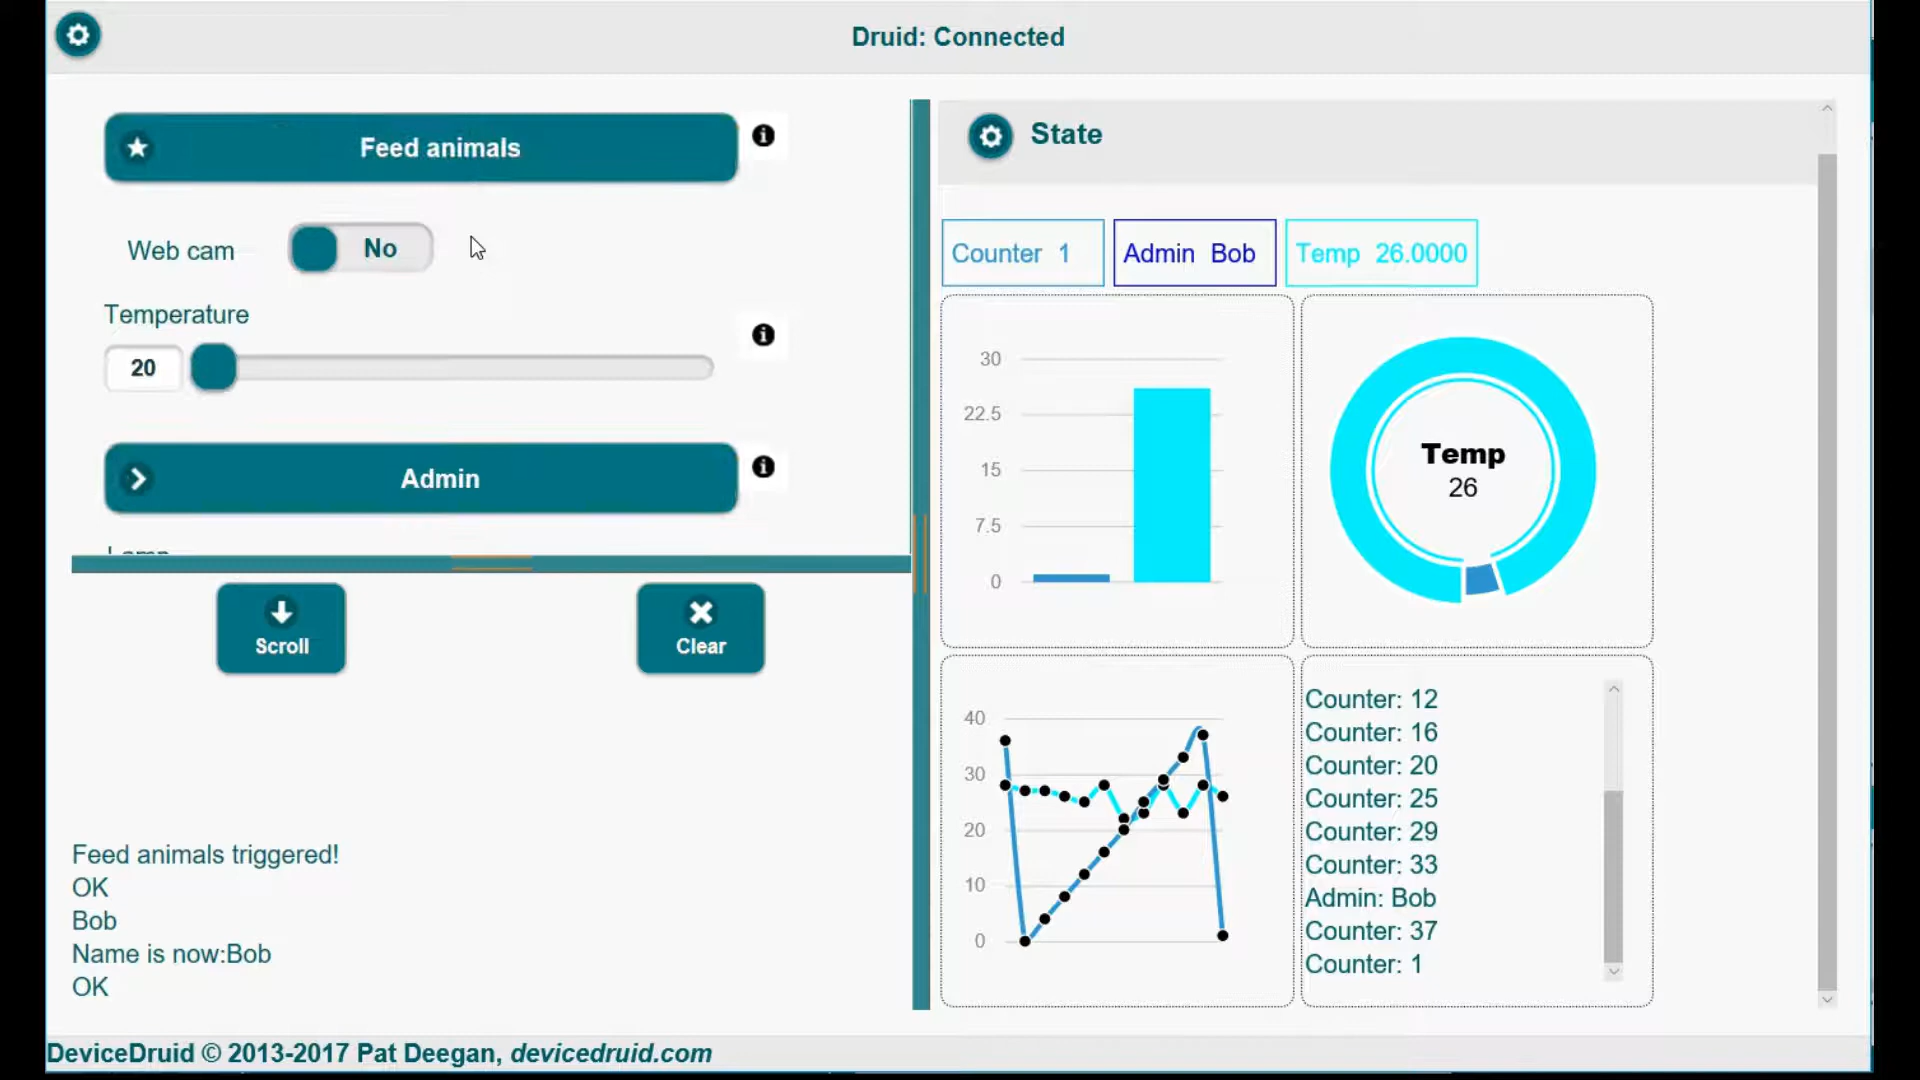 Druid: Connected
Feed animals
Web cam
No
Temperature
20
Admin
Lamp
Scroll
Clear
Feed animals triggered!
OK
Bob
Name is now:Bob
OK
State
Counter 1
Admin Bob
Temp 26.0000
30
22.5
15
7.5
0
Temp
26
40
30
20
10
0
Counter: 12
Counter: 16
Counter: 20
Counter: 25
Counter: 29
Counter: 33
Admin: Bob
Counter: 37
Counter: 1
DeviceDruid © 2013-2017 Pat Deegan, devicedruid.com